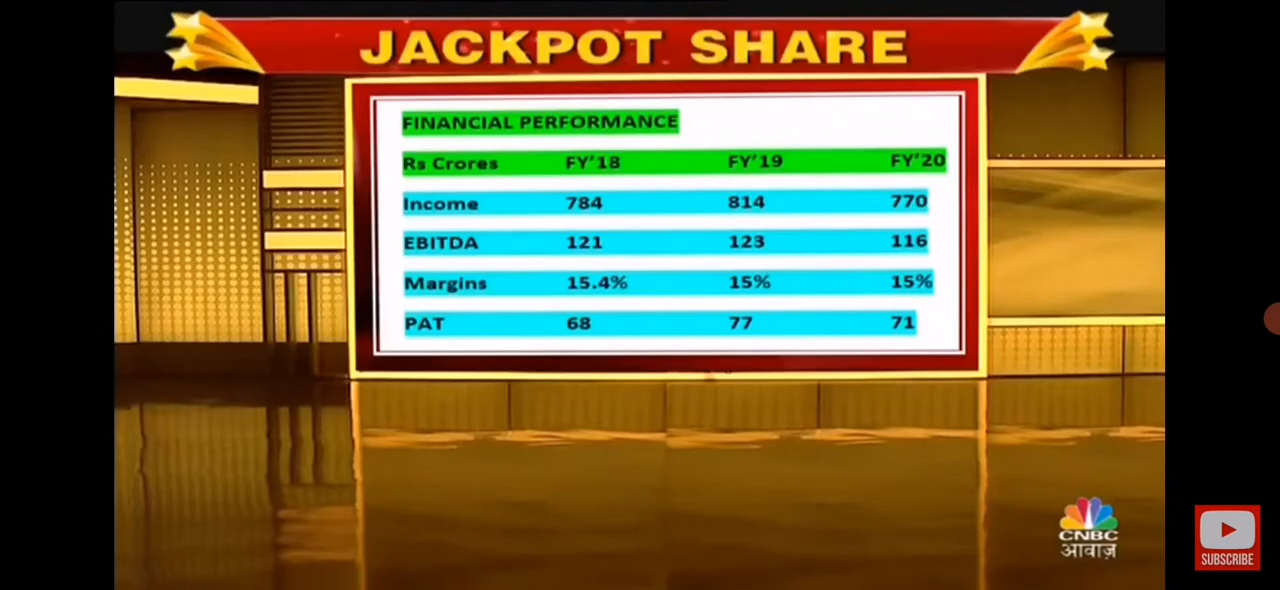 JACKPOT SHARE
FINANCIAL PERFORMANCE
Rs Crores FY'18 FY'19 FY'20
Income 784 814 770
EBITDA 121 123 116
Margins 15.4% 15% 15%
PAT 68 77 71
CNBC
आवाज़
SUBSCRIBE